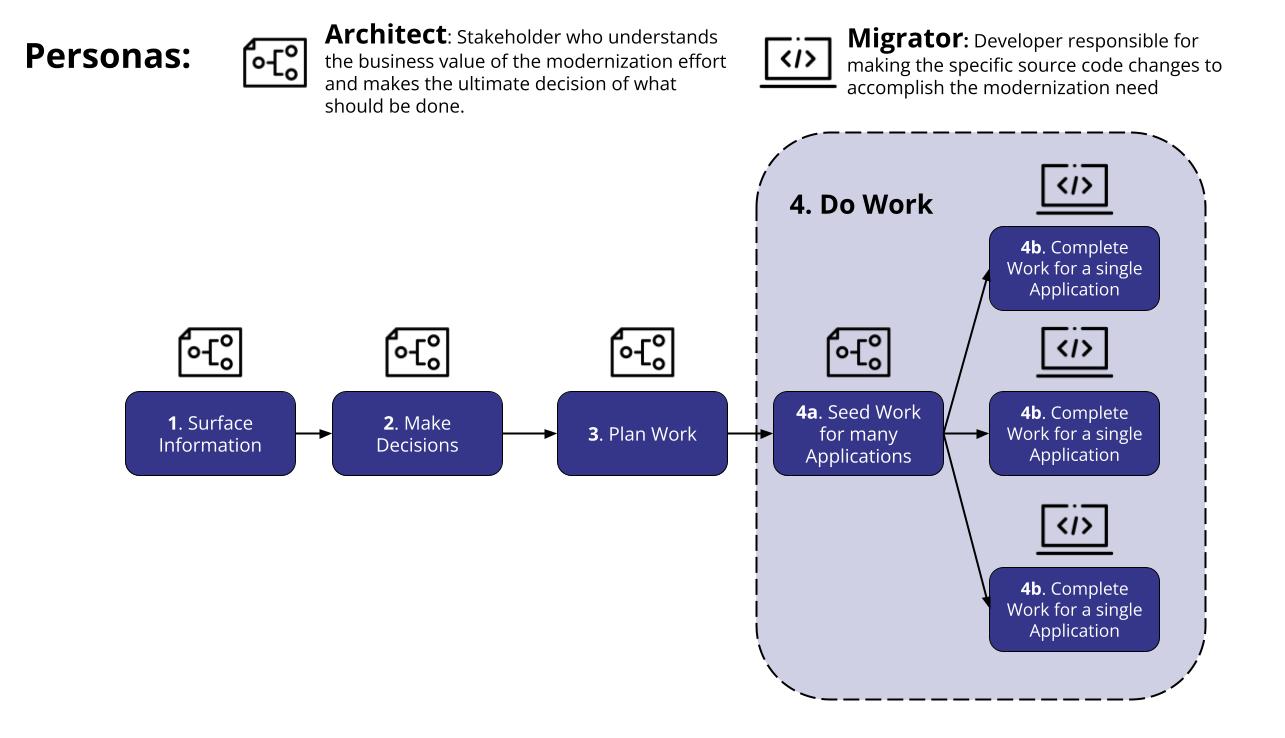 Personas:
Architect: Stakeholder who understands
the business value of the modernization effort
and makes the ultimate decision of what
should be done.
Migrator: Developer responsible for
making the specific source code changes to
accomplish the modernization need
4. Do Work
4b. Complete
Work for a single
Application
1. Surface
Information
2. Make
Decisions
3. Plan Work
4a. Seed Work
for many
Applications
4b. Complete
Work for a single
Application
4b. Complete
Work for a single
Application